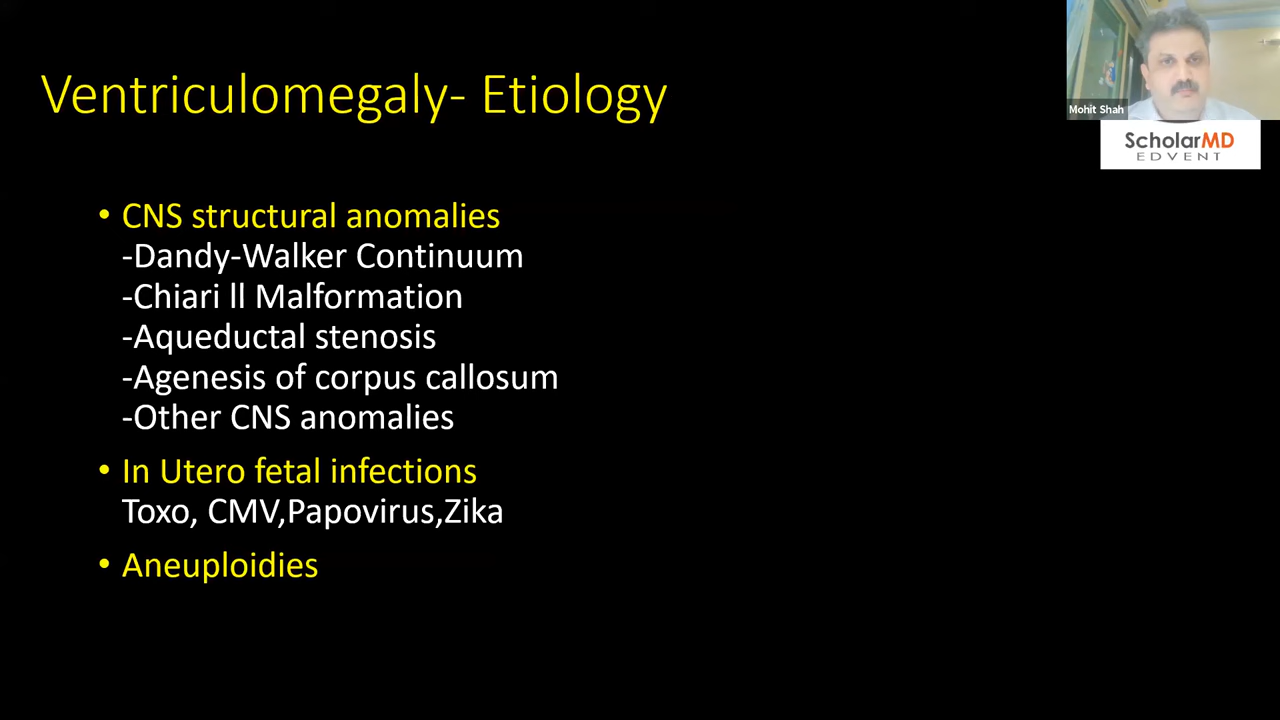 Ventriculomegaly- Etiology
Mohit Shah
ScholarMD
EDVENT
• CNS structural anomalies
-Dandy-Walker Continuum
-Chiari ll Malformation
-Aqueductal stenosis
-Agenesis of corpus callosum
-Other CNS anomalies
• In Utero fetal infections
Toxo, CMV,Papovirus,Zika
• Aneuploidies